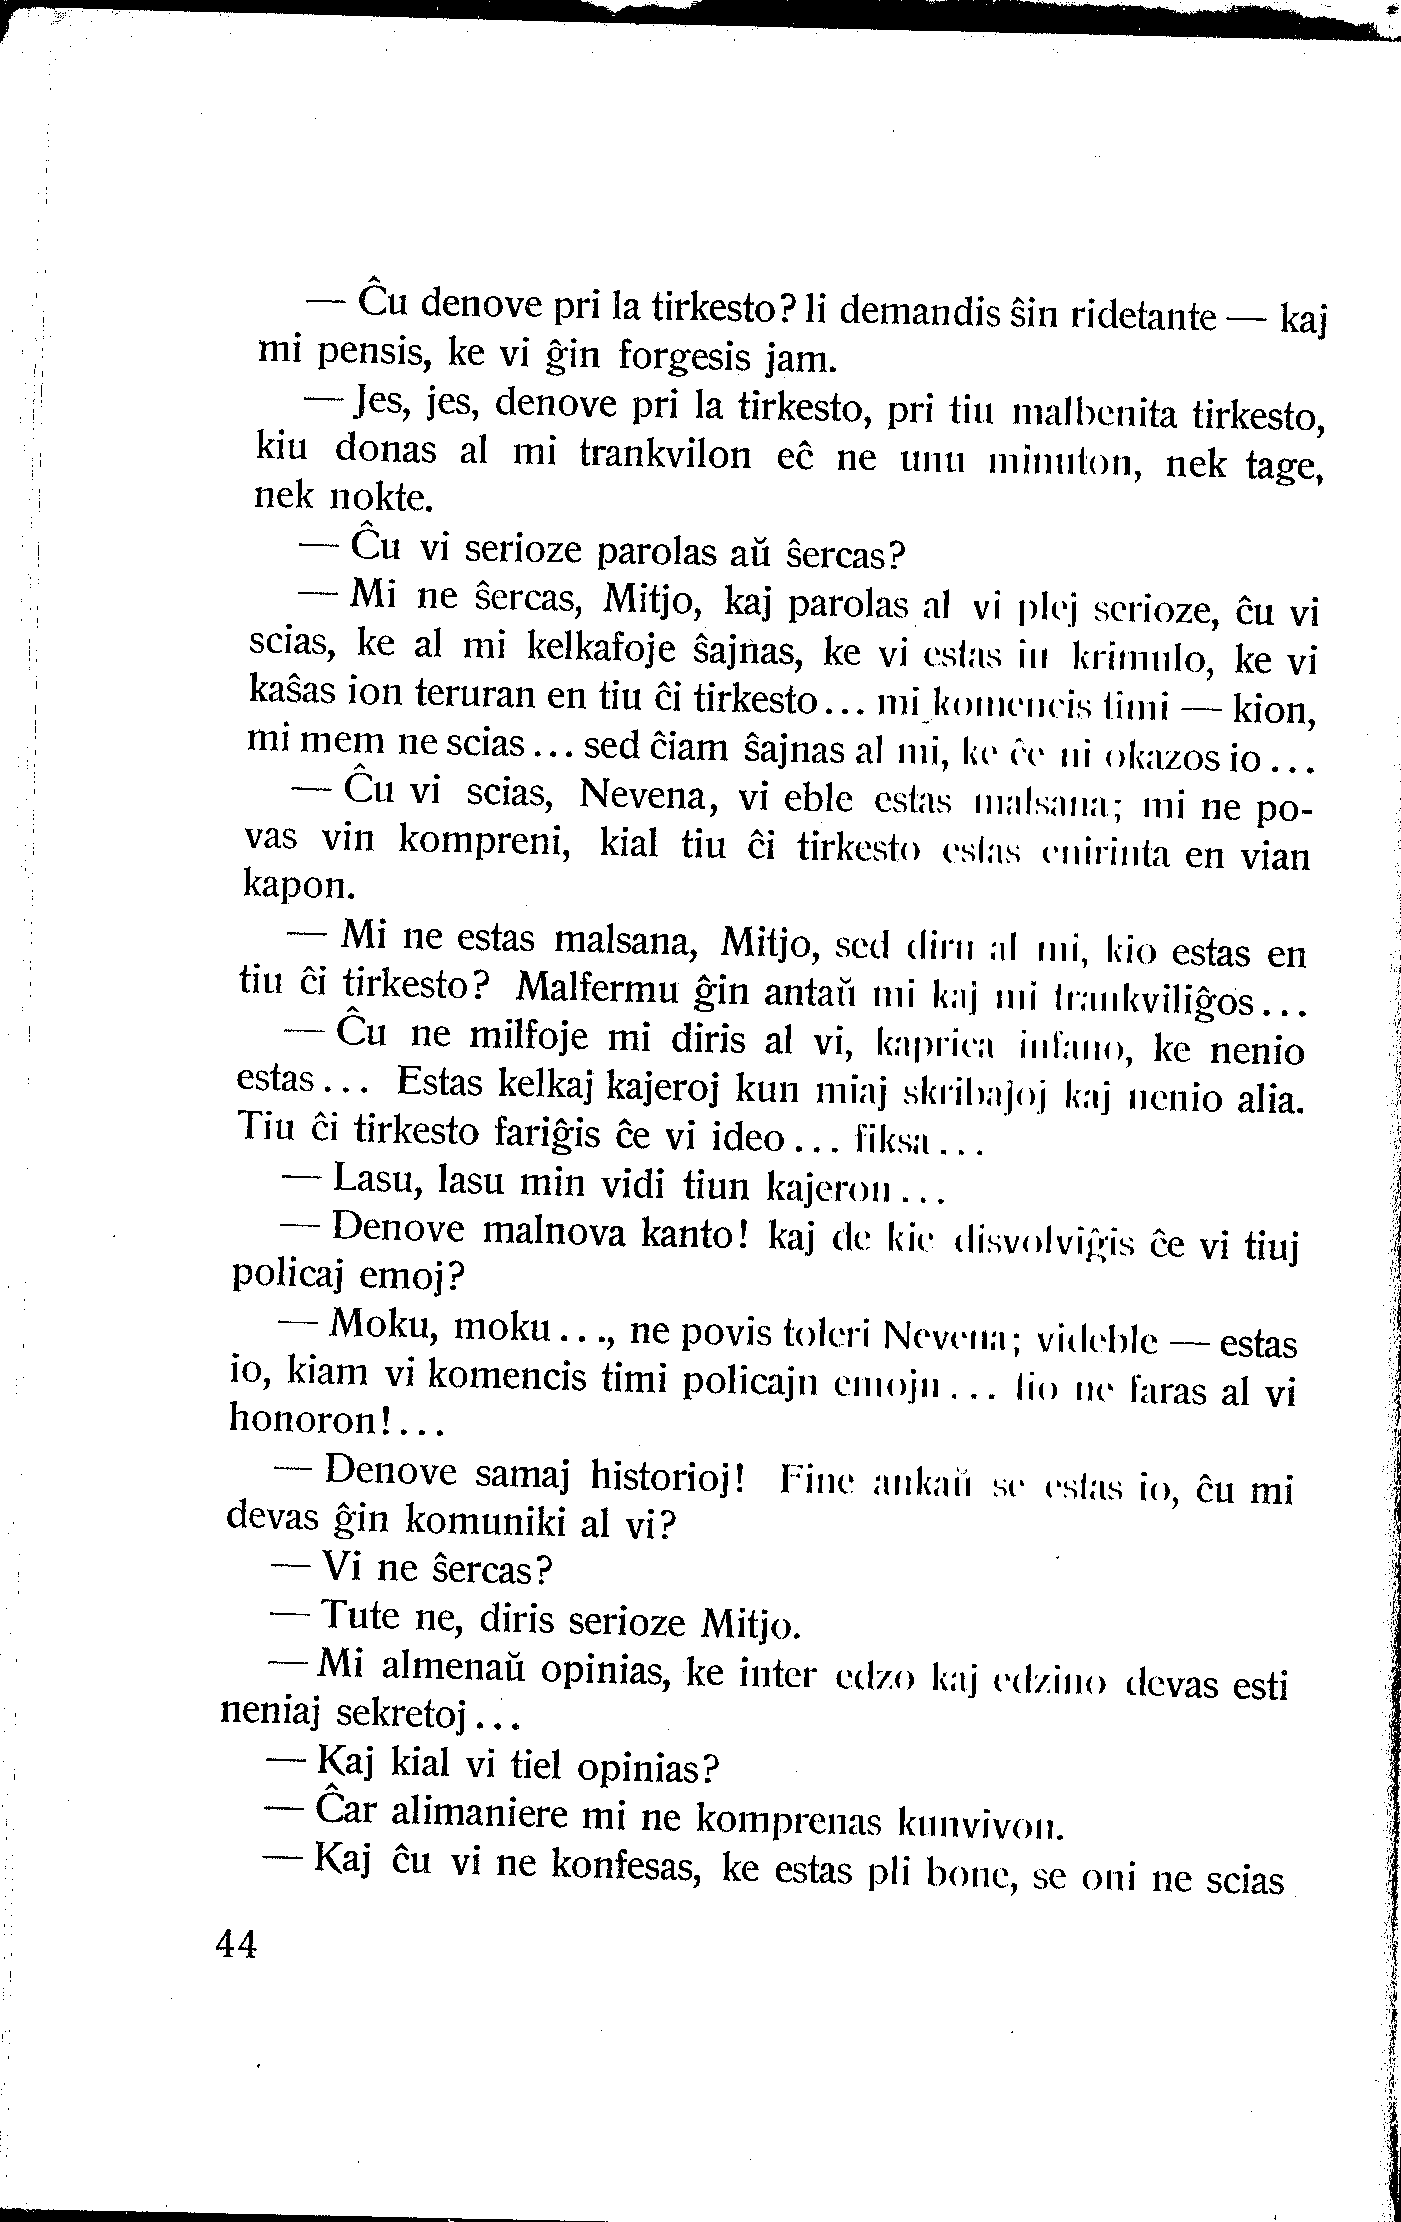 — Ĉu denove pri la tirkesto? li demandis ŝin ridetante — kaj
mi pensis, ke vi ĝin forgesis jam.
— Jes, jes, denove pri la tirkesto, pri tiu malbenita tirkesto,
kiu donas al mi trankvilon eĉ ne unu minuton, nek tage,
nek nokte.
— Ĉu vi serioze parolas aŭ ŝercas?
— Mi ne ŝercas, Mitjo, kaj parolas al vi plej serioze, ĉu vi
scias, ke al mi kelkafoje ŝajnas, ke vi estas iu krimulo, ke vi
kaŝas ion teruran en tiu ĉi tirkesto... mi komencis timi — kion,
mi mem ne scias... sed ĉiam ŝajnas al mi, ke ĉe ni okazos io...
— Ĉu vi scias, Nevena, vi eble estas malsana; mi ne po-
vas vin kompreni, kial tiu ĉi tirkesto estas enirinta en vian
kapon.
— Mi ne estas malsana, Mitjo, sed diru al mi, kio estas en
tiu ĉi tirkesto? Malfermu ĝin antaŭ mi kaj mi trankviliĝos...
— Ĉu ne milfoje mi diris al vi, kaprica infano, ke nenio
estas... Estas kelkaj kajeroj kun miaj skribaĵoj kaj nenio alia.
Tiu ĉi tirkesto fariĝis ĉe vi ideo... fiksa...
— Lasu, lasu min vidi tiun kajeron...
— Denove malnova kanto! kaj de kie disvolviĝis ĉe vi tiuj
policaj emoj?
— Moku, moku..., ne povis toleri Nevena; videble — estas
io, kiam vi komencis timi policajn emojn... tio ne faras al vi
honoron!...
— Denove samaj historioj! Fine ankaŭ se estas io, ĉu mi
devas ĝin komuniki al vi?
— Vi ne ŝercas?
— Tute ne, diris serioze Mitjo.
— Mi almenaŭ opinias, ke inter edzo kaj edzino devas esti
neniaj sekretoj...
— Kaj kial vi tiel opinias?
— Ĉar alimaniere mi ne komprenas kunvivon.
— Kaj ĉu vi ne konfesas, ke estas pli bone, se oni ne scias
44